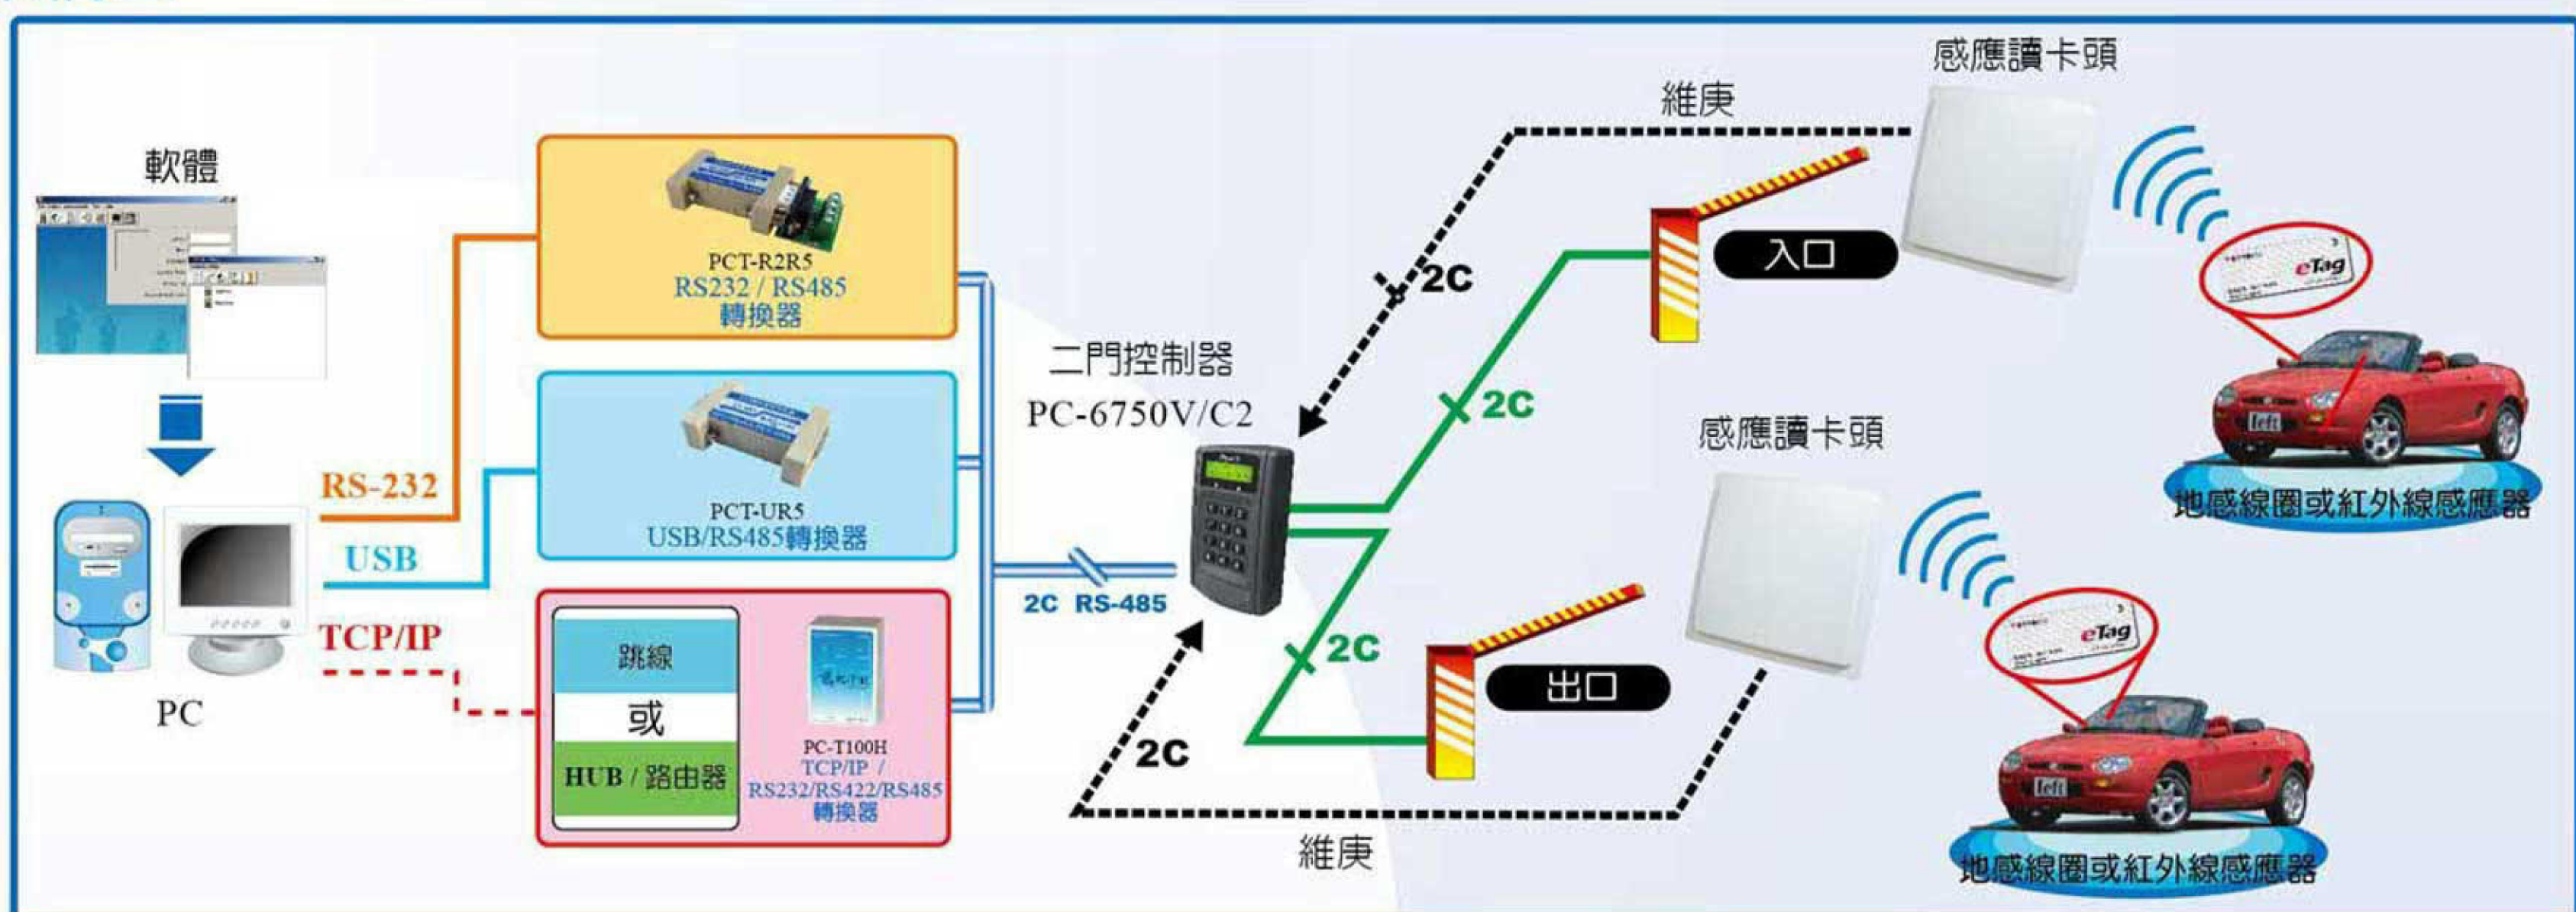 軟體
RS-232
USB
TCP/IP
PC
PCT-R2R5
RS232 / RS485
轉換器
PCT-UR5
USB/RS485轉換器
跳線
或
HUB / 路由器
PC-T100H
TCP/IP /
RS232/RS422/RS485
轉換器
2C RS-485
二門控制器
PC-6750V/C2
維庚
2C
2C
入口
感應讀卡頭
eTag
left
地感線圈或紅外線感應器
2C
2C
維庚
出口
感應讀卡頭
eTag
left
地感線圈或紅外線感應器